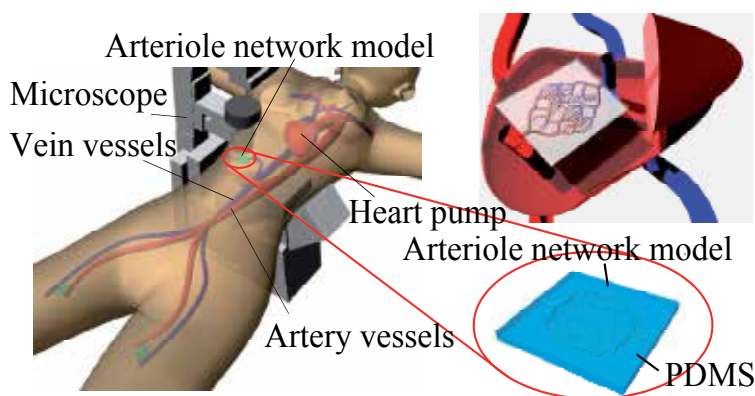 Arteriole network model
Microscope
Vein vessels
Heart pump
Arteriole network model
Artery vessels
PDMS